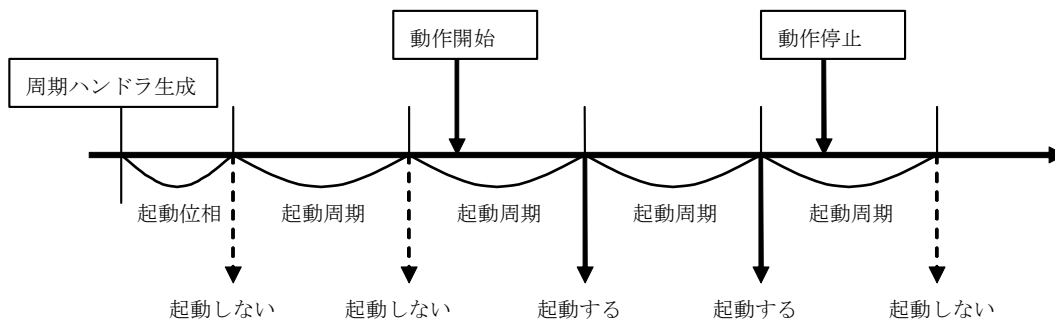 動作開始
動作停止
周期ハンドラ生成
起動位相
起動周期
起動周期
起動周期
起動周期
起動しない
起動しない
起動する
起動する
起動しない